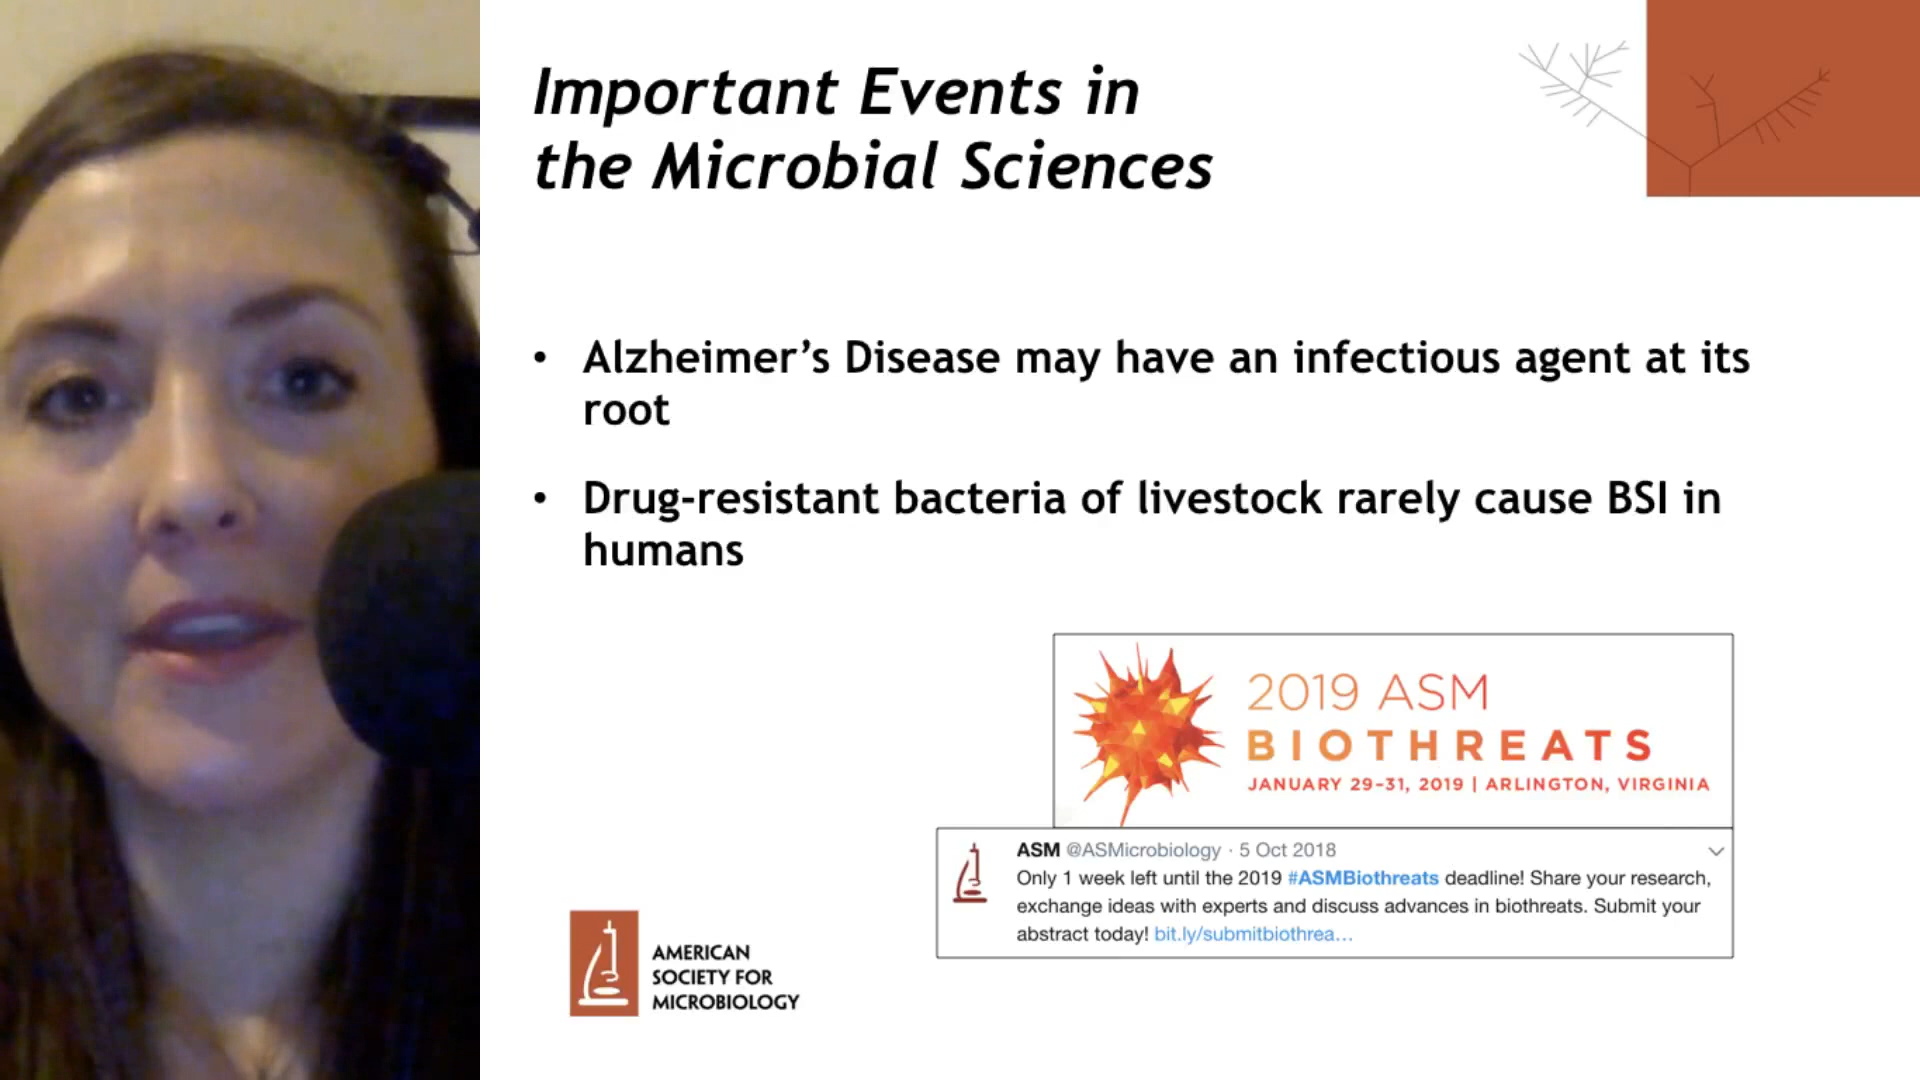 Important Events in
the Microbial Sciences
• Alzheimer’s Disease may have an infectious agent at its
root
• Drug-resistant bacteria of livestock rarely cause BSI in
humans
2019 ASM
BIOTHREATS
JANUARY 29-31, 2019 | ARLINGTON, VIRGINIA
ASM @ASMicrobiology · 5 Oct 2018
Only 1 week left until the 2019 #ASMBiothreats deadline! Share your research,
exchange ideas with experts and discuss advances in biothreats. Submit your
abstract today! bit.ly/submitbiothrea…
AMERICAN
SOCIETY FOR
MICROBIOLOGY